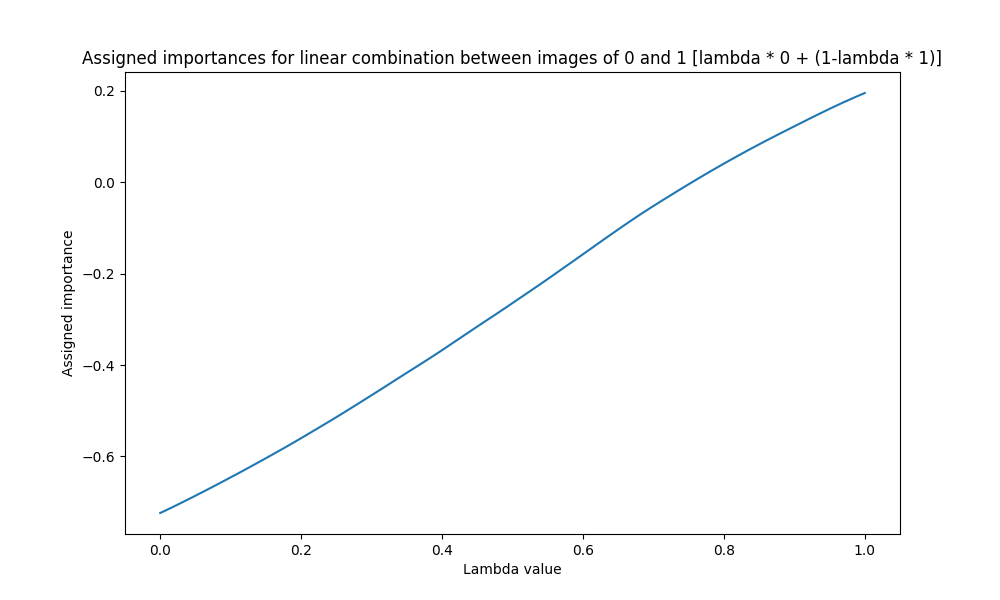 Assigned importances for linear combination between images of 0 and 1 [lambda * 0 + (1-lambda * 1)]
0.2
0.0
−0.2
−0.4
−0.6
Assigned importance
0.0 0.2 0.4 0.6 0.8 1.0
Lambda value